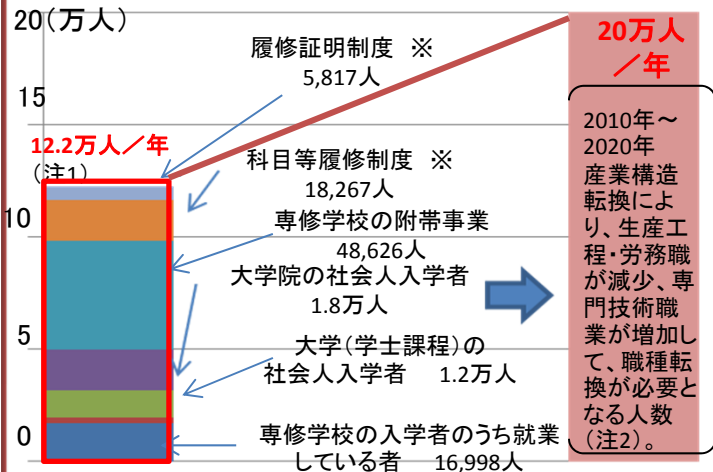 20(万人)
履修証明制度　※
5,817人
15
12.2万人／年
(注1)
科目等履修制度　※
18,267人
10
専修学校の附帯事業
48,626人
大学院の社会人入学者
1.8万人
5
大学(学士課程)の
社会人入学者　1.2万人
0
専修学校の入学者のうち就業
している者　16,998人
20万人
／年
2010年～
2020年
産業構造
転換によ
り、生産工
程・労務職
が減少、専
門技術職
業が増加し
て、職種転
換が必要と
なる人数
(注2)。